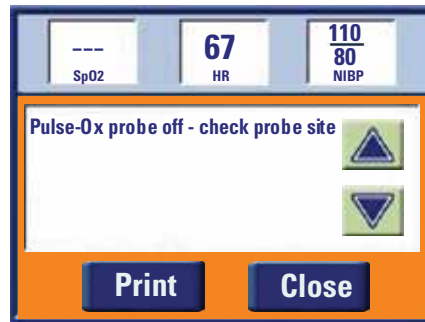 ---
SpO2
67
HR
110
80
NIBP
Pulse-Ox probe off - check probe site
Print
Close